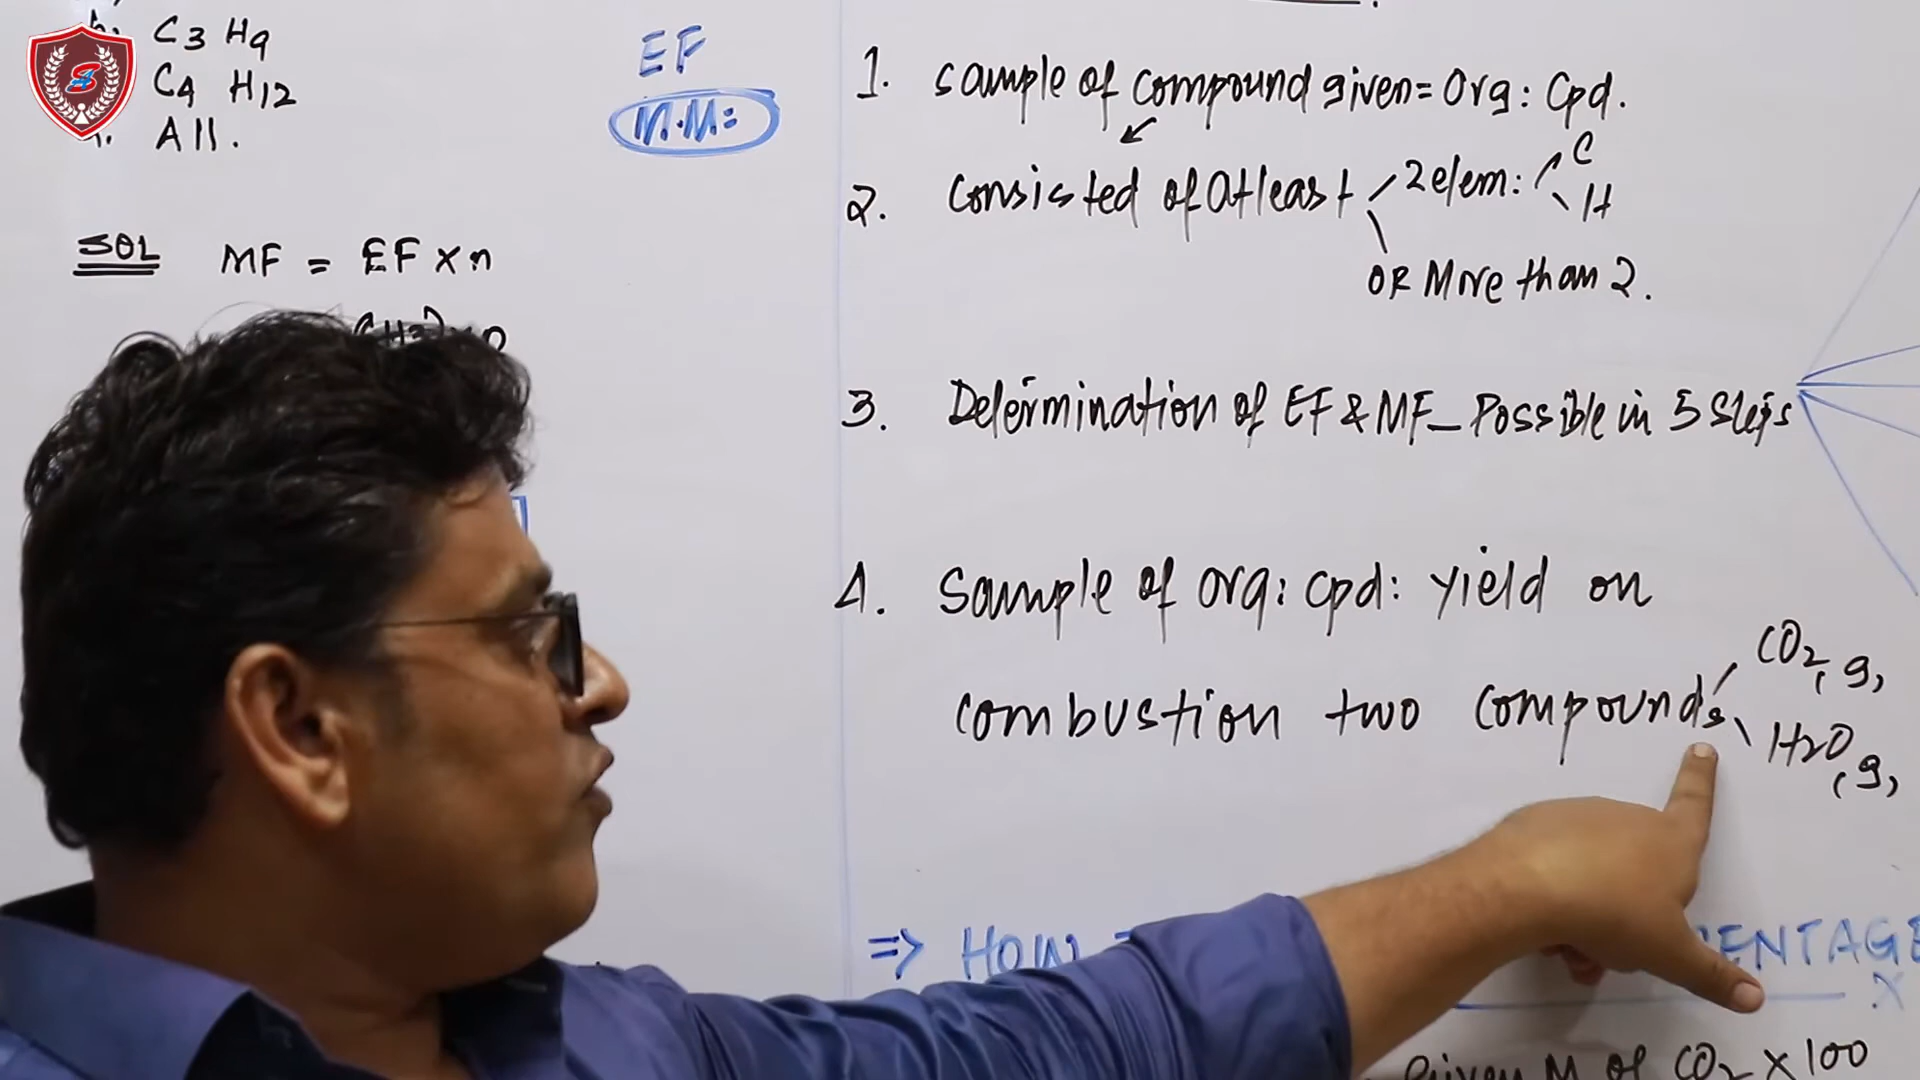 C3 H9
C4 H12
All.
SOL MF = EF x n
EF
M.M:
1. Sample of compound given = Org: Cpd.
2. Consisted of atleast 2 elem: C
H
OR More than 2.
3. Determination of EF & MF _ Possible in 5 Steps
4. Sample of org: cpd: yield on
combustion two compounds CO2(g)
H2O(g)
=> HOW
ENTAGE
M of CO2 x 100